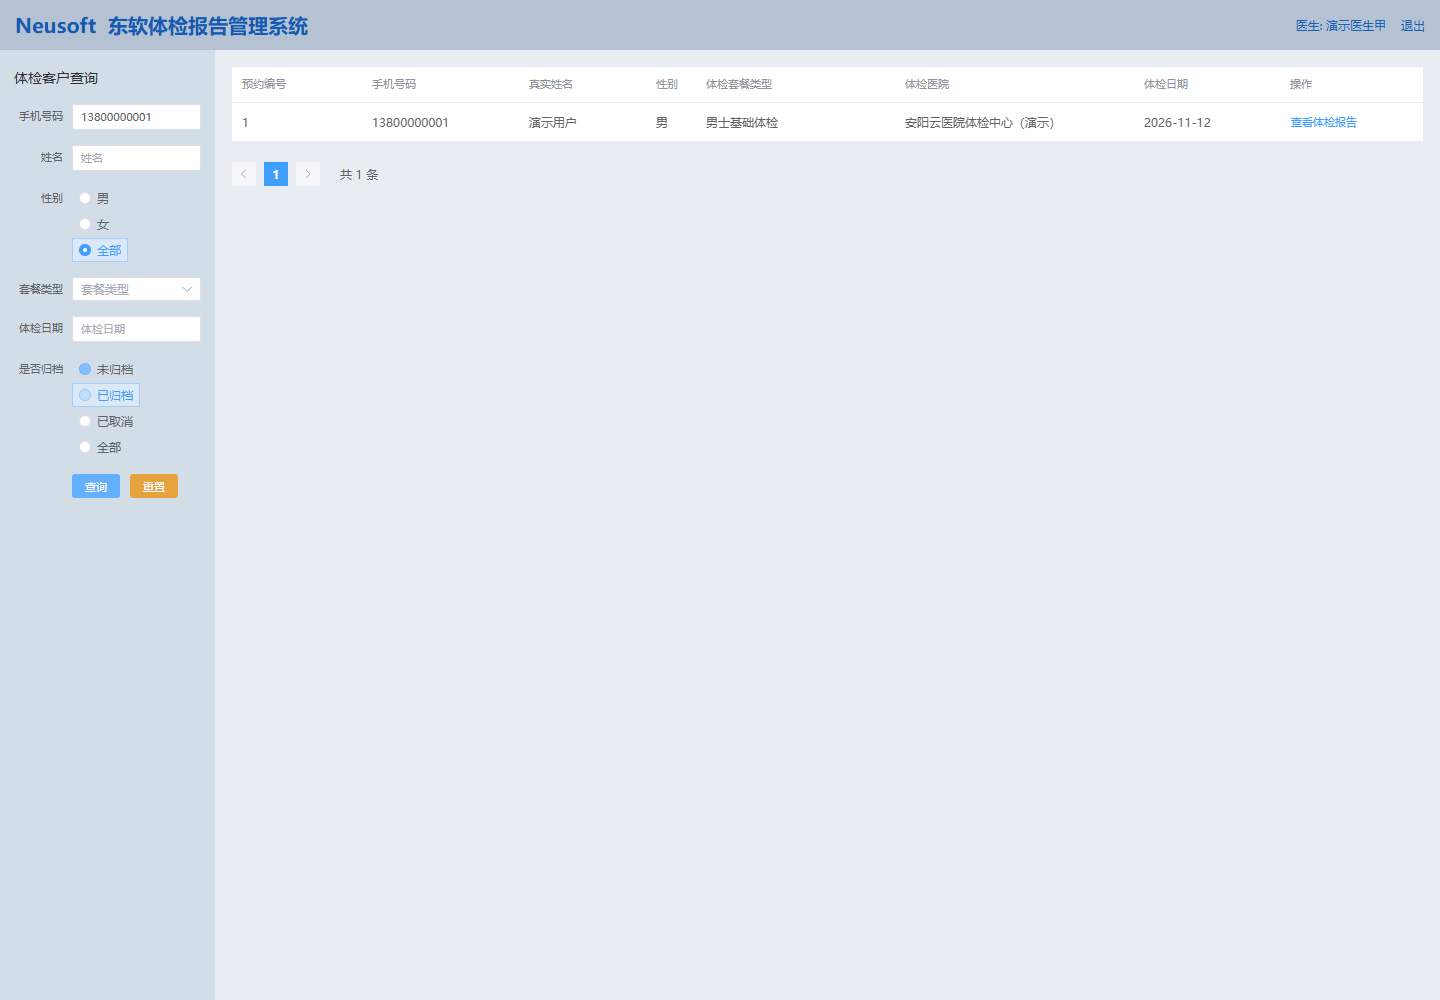 Neusoft 东软体检报告管理系统
医生: 演示医生甲 退出
体检客户查询
手机号码 13800000001
姓名 姓名
性别 男
女
全部
套餐类型 套餐类型
体检日期 体检日期
是否归档 未归档
已归档
已取消
全部
查询 重置
预约编号 手机号码 真实姓名 性别 体检套餐类型 体检医院 体检日期 操作
1 13800000001 演示用户 男 男士基础体检 安阳云医院体检中心（演示） 2026-11-12 查看体检报告
1 共 1 条